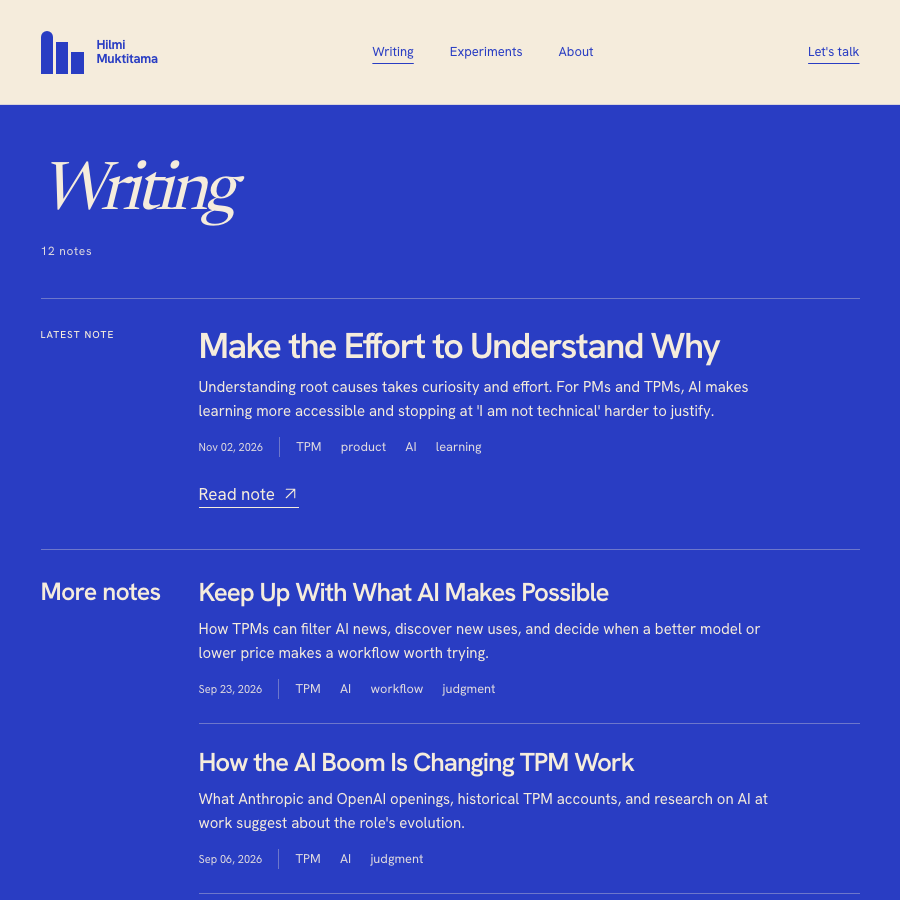 Hilmi
Muktitama
Writing
Experiments
About
Let's talk
Writing
12 notes
LATEST NOTE
Make the Effort to Understand Why
Understanding root causes takes curiosity and effort. For PMs and TPMs, AI makes
learning more accessible and stopping at 'I am not technical' harder to justify.
Nov 02, 2026 TPM product AI learning
Read note
More notes
Keep Up With What AI Makes Possible
How TPMs can filter AI news, discover new uses, and decide when a better model or
lower price makes a workflow worth trying.
Sep 23, 2026 TPM AI workflow judgment
How the AI Boom Is Changing TPM Work
What Anthropic and OpenAI openings, historical TPM accounts, and research on AI at
work suggest about the role's evolution.
Sep 06, 2026 TPM AI judgment